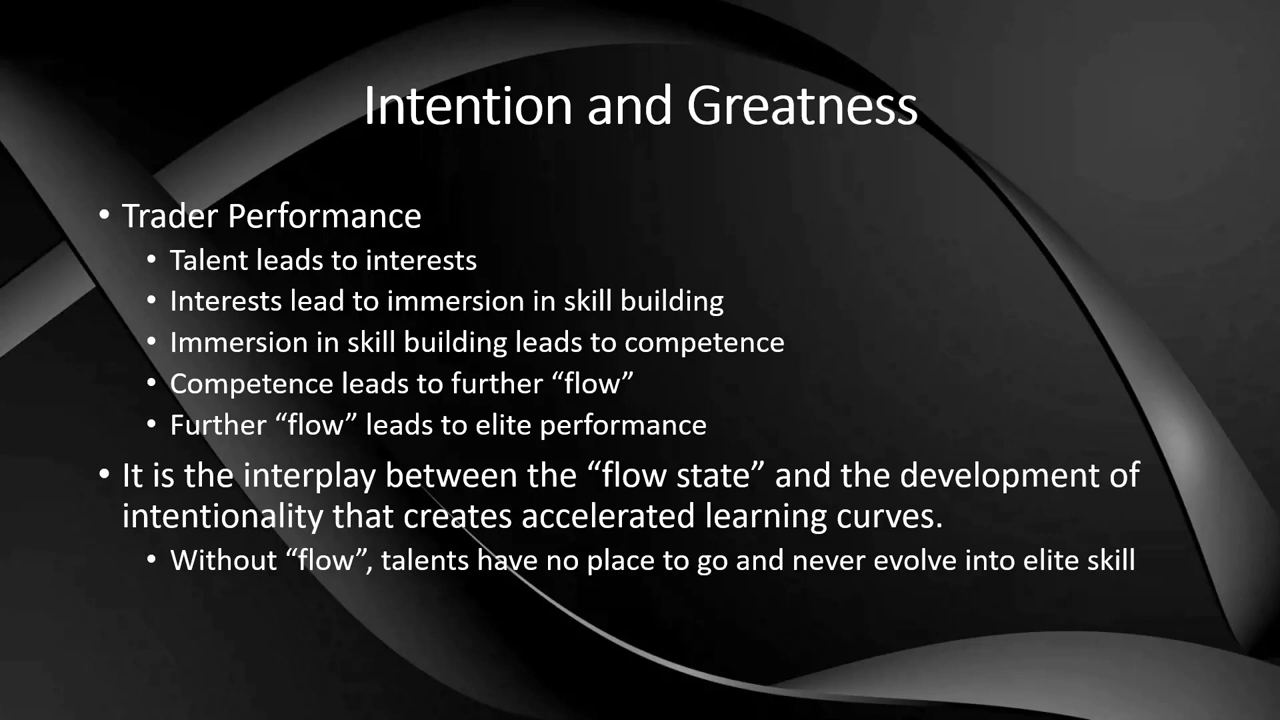 Intention and Greatness
• Trader Performance
• Talent leads to interests
• Interests lead to immersion in skill building
• Immersion in skill building leads to competence
• Competence leads to further “flow”
• Further “flow” leads to elite performance
• It is the interplay between the “flow state” and the development of
intentionality that creates accelerated learning curves.
• Without “flow”, talents have no place to go and never evolve into elite skill